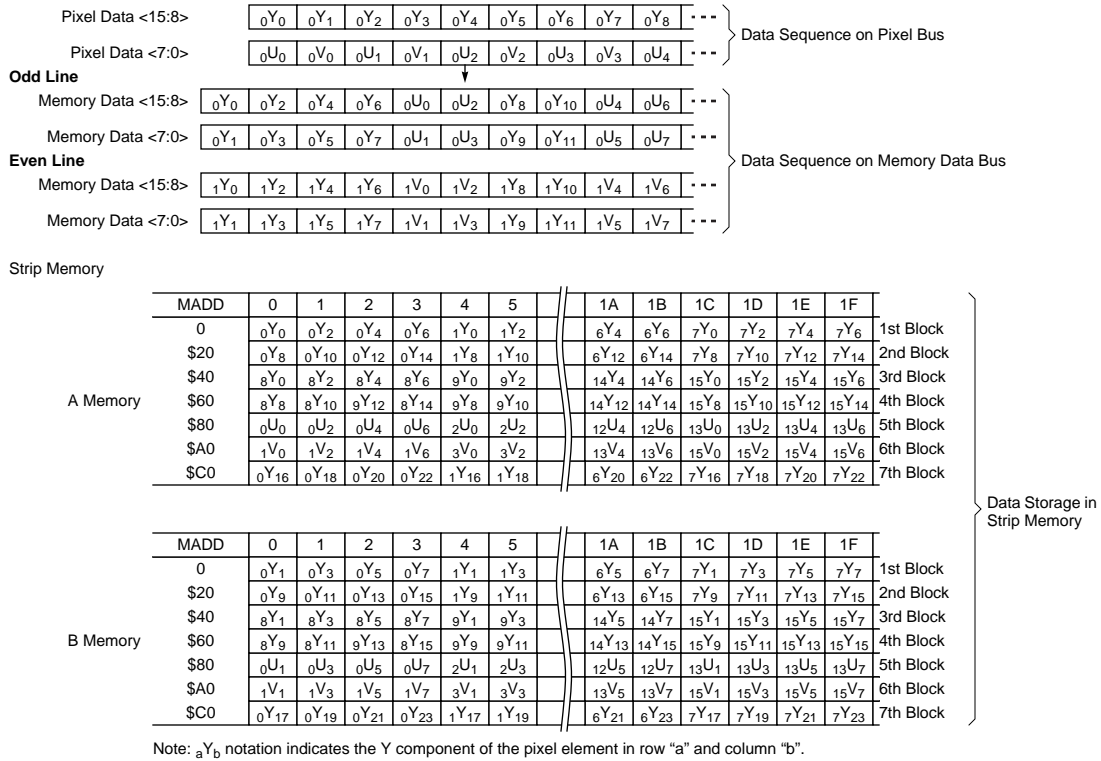 Pixel Data <15:8> 0Y0 0Y1 0Y2 0Y3 0Y4 0Y5 0Y6 0Y7 0Y8
Pixel Data <7:0> 0U0 0V0 0U1 0V1 0U2 0V2 0U3 0V3 0U4
Data Sequence on Pixel Bus
Odd Line
Memory Data <15:8> 0Y0 0Y2 0Y4 0Y6 0U0 0U2 0Y8 0Y10 0U4 0U6
Memory Data <7:0> 0Y1 0Y3 0Y5 0Y7 0U1 0U3 0Y9 0Y11 0U5 0U7
Even Line
Data Sequence on Memory Data Bus
Memory Data <15:8> 1Y0 1Y2 1Y4 1Y6 1V0 1V2 1Y8 1Y10 1V4 1V6
Memory Data <7:0> 1Y1 1Y3 1Y5 1Y7 1V1 1V3 1Y9 1Y11 1V5 1V7
Strip Memory
MADD 0 1 2 3 4 5 1A 1B 1C 1D 1E 1F
0 0Y0 0Y2 0Y4 0Y6 1Y0 1Y2 6Y4 6Y6 7Y0 7Y2 7Y4 7Y6 1st Block
$20 0Y8 0Y10 0Y12 0Y14 1Y8 1Y10 6Y12 6Y14 7Y8 7Y10 7Y12 7Y14 2nd Block
$40 8Y0 8Y2 8Y4 8Y6 9Y0 9Y2 14Y4 14Y6 15Y0 15Y2 15Y4 15Y6 3rd Block
A Memory $60 8Y8 8Y10 9Y12 8Y14 9Y8 9Y10 14Y12 14Y14 15Y8 15Y10 15Y12 15Y14 4th Block
$80 0U0 0U2 0U4 0U6 2U0 2U2 12U4 12U6 13U0 13U2 13U4 13U6 5th Block
$A0 1V0 1V2 1V4 1V6 3V0 3V2 13V4 13V6 15V0 15V2 15V4 15V6 6th Block
$C0 0Y16 0Y18 0Y20 0Y22 1Y16 1Y18 6Y20 6Y22 7Y16 7Y18 7Y20 7Y22 7th Block
Data Storage in
Strip Memory
MADD 0 1 2 3 4 5 1A 1B 1C 1D 1E 1F
0 0Y1 0Y3 0Y5 0Y7 1Y1 1Y3 6Y5 6Y7 7Y1 7Y3 7Y5 7Y7 1st Block
$20 0Y9 0Y11 0Y13 0Y15 1Y9 1Y11 6Y13 6Y15 7Y9 7Y11 7Y13 7Y15 2nd Block
$40 8Y1 8Y3 8Y5 8Y7 9Y1 9Y3 14Y5 14Y7 15Y1 15Y3 15Y5 15Y7 3rd Block
B Memory $60 8Y9 8Y11 9Y13 8Y15 9Y9 9Y11 14Y13 14Y15 15Y9 15Y11 15Y13 15Y15 4th Block
$80 0U1 0U3 0U5 0U7 2U1 2U3 12U5 12U7 13U1 13U3 13U5 13U7 5th Block
$A0 1V1 1V3 1V5 1V7 3V1 3V3 13V5 13V7 15V1 15V3 15V5 15V7 6th Block
$C0 0Y17 0Y19 0Y21 0Y23 1Y17 1Y19 6Y21 6Y23 7Y17 7Y19 7Y21 7Y23 7th Block
Note: aYb notation indicates the Y component of the pixel element in row “a” and column “b”.